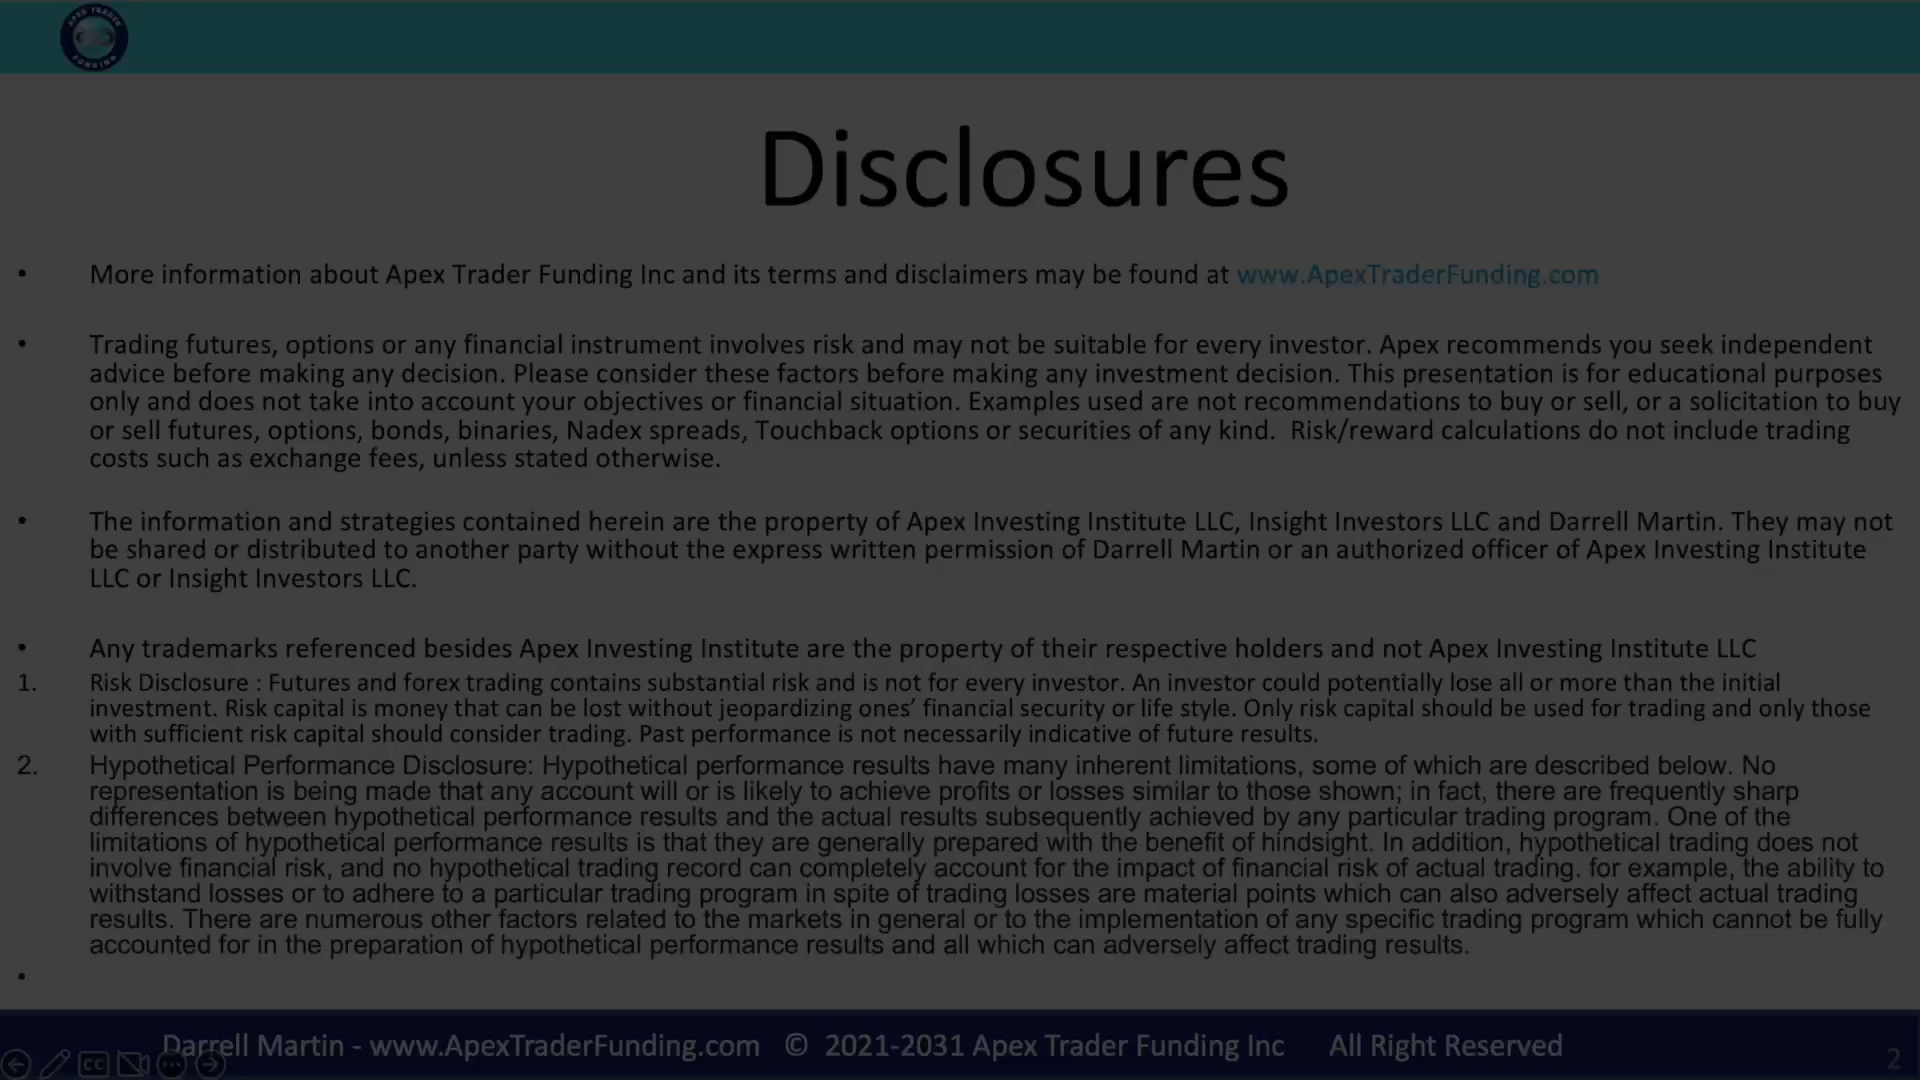 APEX TRADER
FUNDING
Disclosures
• More information about Apex Trader Funding Inc and its terms and disclaimers may be found at www.ApexTraderFunding.com
• Trading futures, options or any financial instrument involves risk and may not be suitable for every investor. Apex recommends you seek independent
advice before making any decision. Please consider these factors before making any investment decision. This presentation is for educational purposes
only and does not take into account your objectives or financial situation. Examples used are not recommendations to buy or sell, or a solicitation to buy
or sell futures, options, bonds, binaries, Nadex spreads, Touchback options or securities of any kind.  Risk/reward calculations do not include trading
costs such as exchange fees, unless stated otherwise.
• The information and strategies contained herein are the property of Apex Investing Institute LLC, Insight Investors LLC and Darrell Martin. They may not
be shared or distributed to another party without the express written permission of Darrell Martin or an authorized officer of Apex Investing Institute
LLC or Insight Investors LLC.
• Any trademarks referenced besides Apex Investing Institute are the property of their respective holders and not Apex Investing Institute LLC
1. Risk Disclosure : Futures and forex trading contains substantial risk and is not for every investor. An investor could potentially lose all or more than the initial
investment. Risk capital is money that can be lost without jeopardizing ones’ financial security or life style. Only risk capital should be used for trading and only those
with sufficient risk capital should consider trading. Past performance is not necessarily indicative of future results.
2. Hypothetical Performance Disclosure: Hypothetical performance results have many inherent limitations, some of which are described below. No
representation is being made that any account will or is likely to achieve profits or losses similar to those shown; in fact, there are frequently sharp
differences between hypothetical performance results and the actual results subsequently achieved by any particular trading program. One of the
limitations of hypothetical performance results is that they are generally prepared with the benefit of hindsight. In addition, hypothetical trading does not
involve financial risk, and no hypothetical trading record can completely account for the impact of financial risk of actual trading. for example, the ability to
withstand losses or to adhere to a particular trading program in spite of trading losses are material points which can also adversely affect actual trading
results. There are numerous other factors related to the markets in general or to the implementation of any specific trading program which cannot be fully
accounted for in the preparation of hypothetical performance results and all which can adversely affect trading results.
•
Darrell Martin - www.ApexTraderFunding.com © 2021-2031 Apex Trader Funding Inc All Right Reserved
CC
2